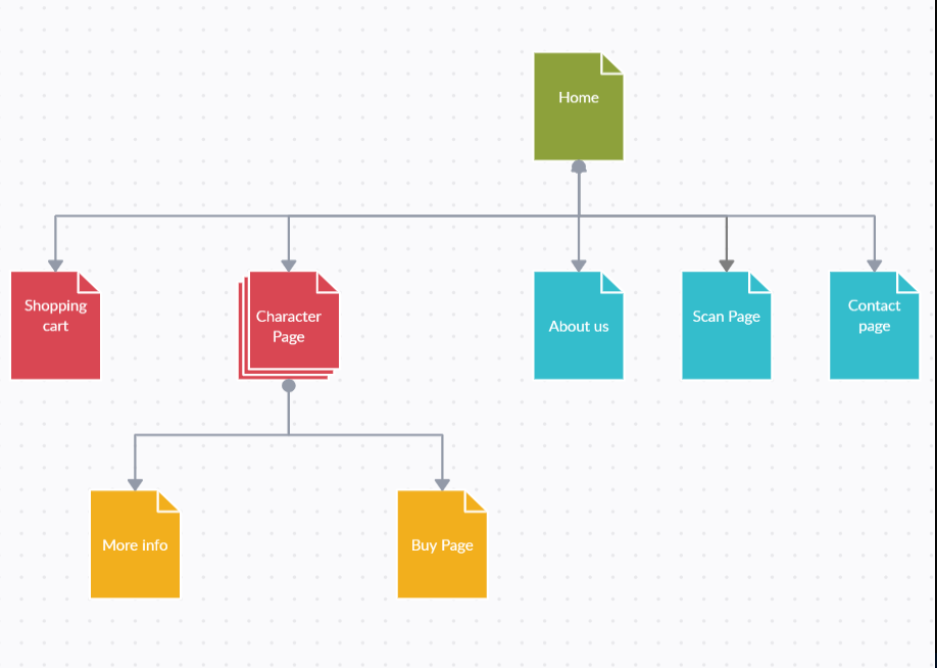 Home
Shopping
cart
Character
Page
About us
Scan Page
Contact
page
More info
Buy Page